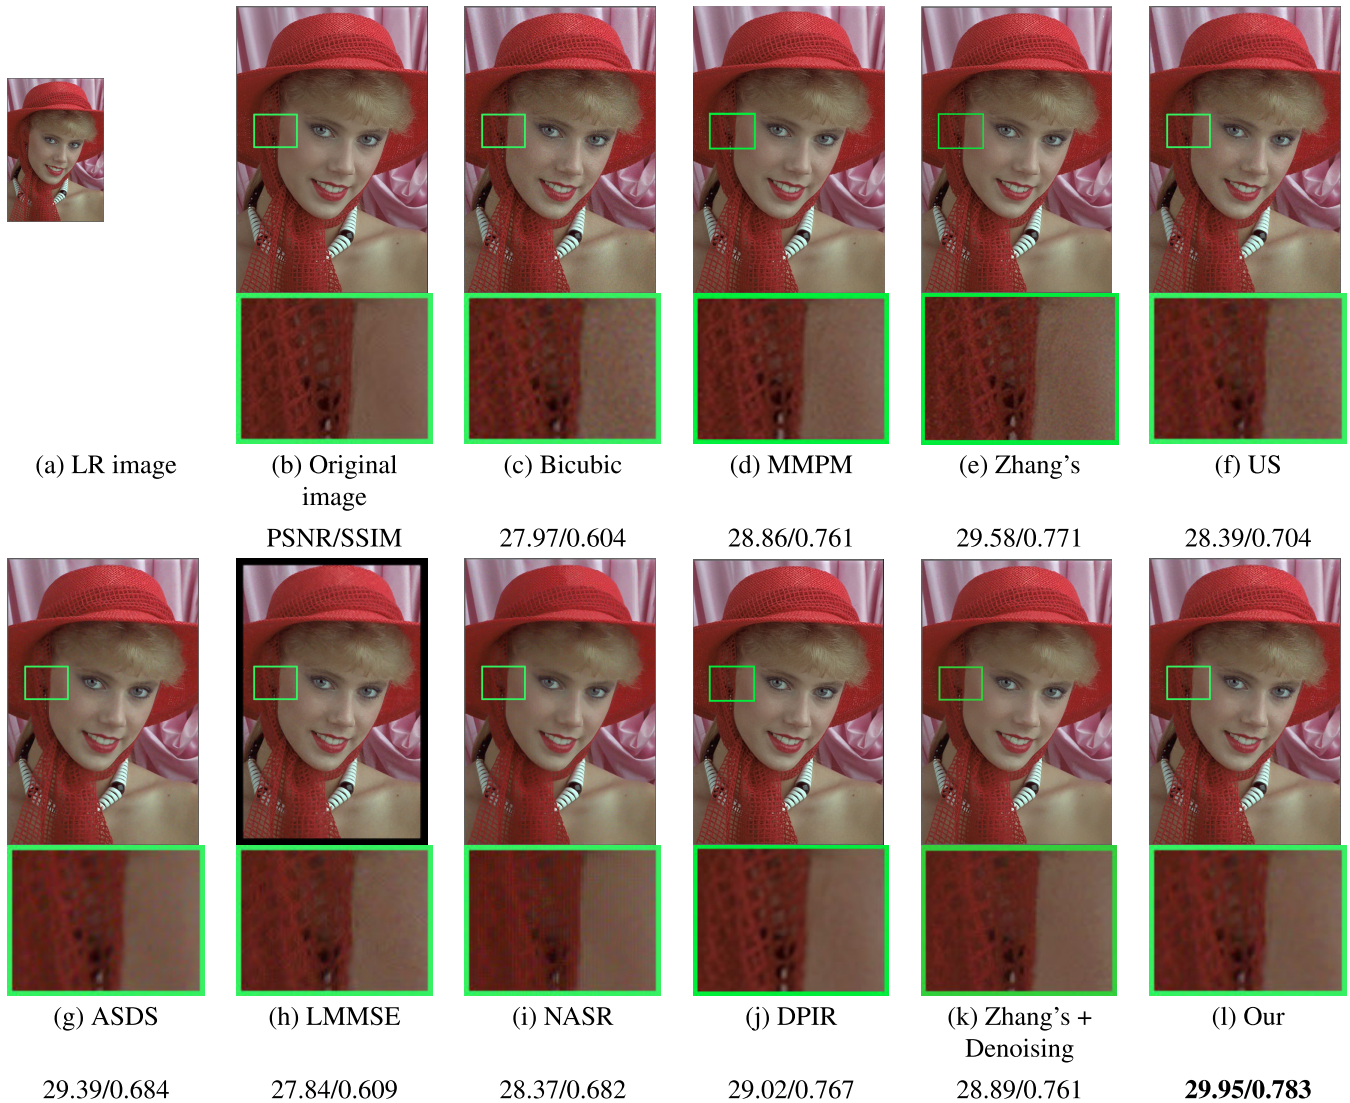 (a) LR image
(b) Original
image
(c) Bicubic
(d) MMPM
(e) Zhang's
(f) US
PSNR/SSIM
27.97/0.604
28.86/0.761
29.58/0.771
28.39/0.704
(g) ASDS
(h) LMMSE
(i) NASR
(j) DPIR
(k) Zhang's +
Denoising
(l) Our
29.39/0.684
27.84/0.609
28.37/0.682
29.02/0.767
28.89/0.761
29.95/0.783